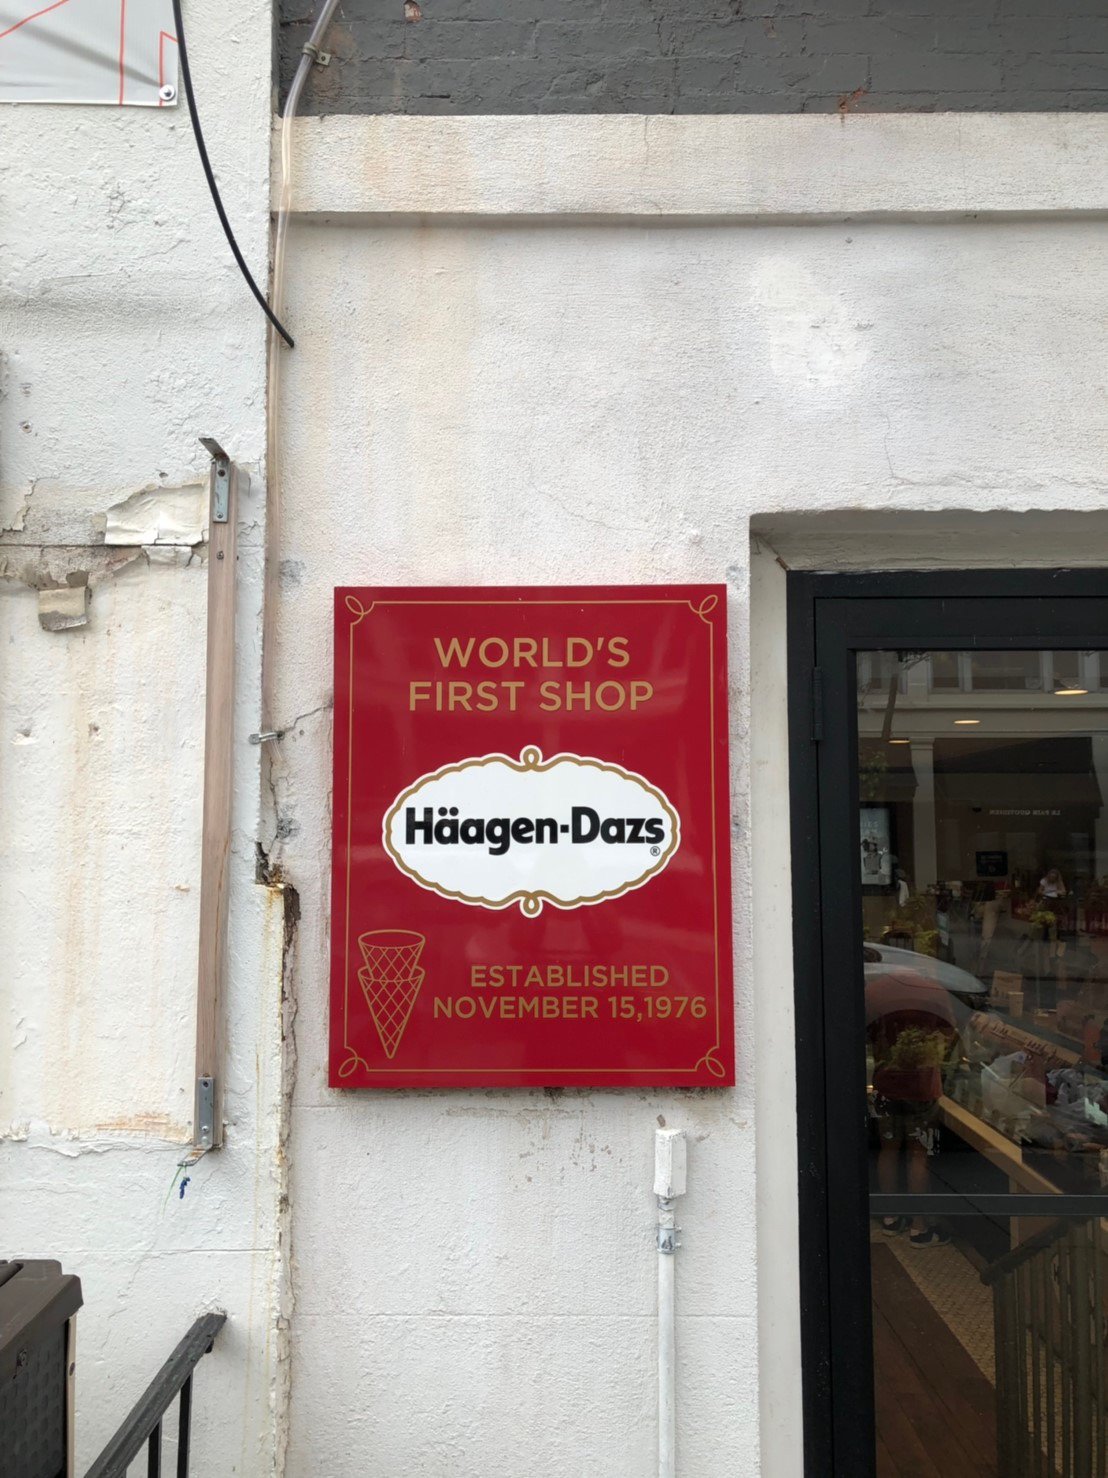 WORLD'S
FIRST SHOP
Häagen-Dazs
®
ESTABLISHED
NOVEMBER 15,1976